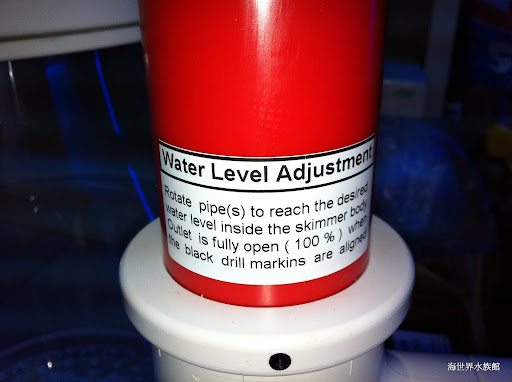 Water Level Adjustment
Rotate pipe(s) to reach the desired
water level inside the skimmer body.
Outlet is fully open ( 100 % ) when
the black drill markins are aligned
海世界水族館